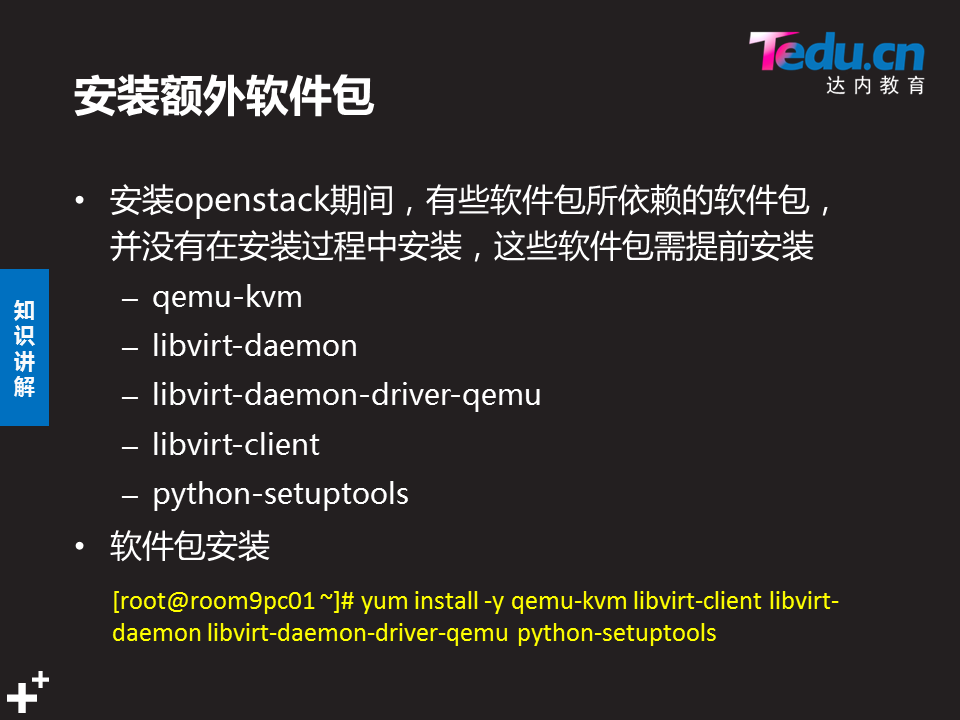 Tedu.cn
达内教育
安装额外软件包
• 安装openstack期间，有些软件包所依赖的软件包，
并没有在安装过程中安装，这些软件包需提前安装
– qemu-kvm
– libvirt-daemon
– libvirt-daemon-driver-qemu
– libvirt-client
– python-setuptools
• 软件包安装
[root@room9pc01 ~]# yum install -y qemu-kvm libvirt-client libvirt-
daemon libvirt-daemon-driver-qemu python-setuptools
知
识
讲
解